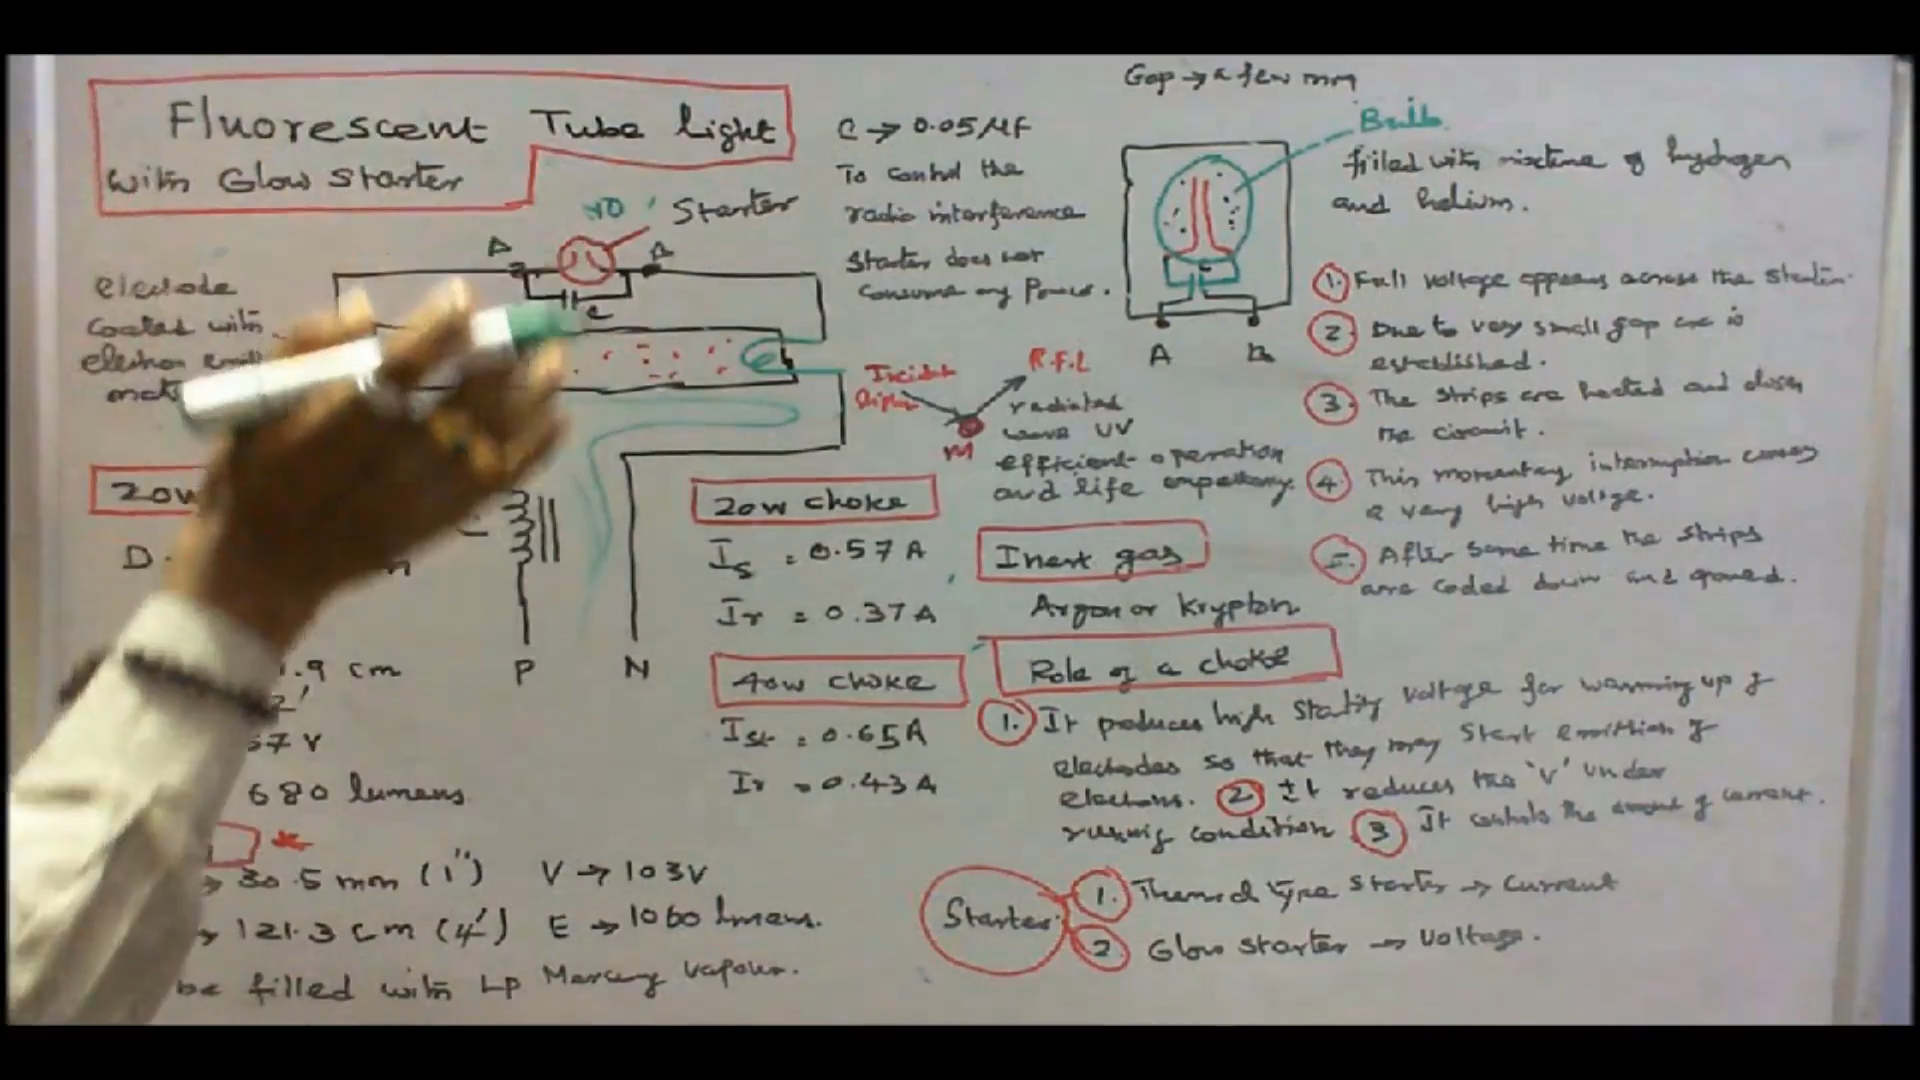 Fluorescent Tube light
with Glow Starter
Starter
A
A
C
electrode
coated with
electron
20W
D
P
N
.9 cm
2'
57 V
680 lumens
30.5 mm (1")
V → 103V
121.3 cm (4')
E → 1060 lumens.
be filled with LP Mercury Vapour.
C → 0.05 MF
To control the
radio interference
Starter does not
Consume any Power.
Incident
M
R.F.L
radiated
wave UV
efficient operation
and life expectancy.
20W choke
Is = 0.57 A
Ir = 0.37 A
40W choke
Ist = 0.65 A
Ir = 0.43 A
Inert gas
Argon or Krypton
Gap → a few mm
Bulb
filled with mixture of hydrogen
and helium.
A
B
1. Full voltage appears across the starter.
2. Due to very small gap arc is
established.
3. The strips are heated and closes
the circuit.
4. This momentary interruption causes
a very high voltage.
5. After some time the strips
are cooled down and opened.
Role of a choke
1. It produces high starting voltage for warming up of
electrodes so that they may start emission of
electrons. 2. It reduces the 'V' under
running condition 3 It controls the amount of current.
Starter.
1. Thermal type Starter → Current
2. Glow Starter → Voltage.